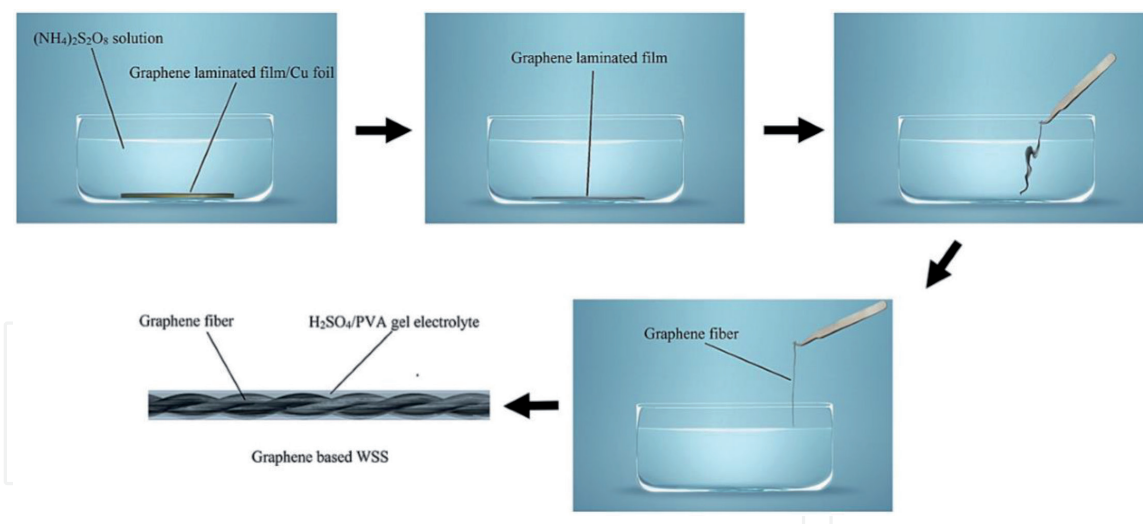 (NH₄)₂S₂O₈ solution
Graphene laminated film/Cu foil
Graphene laminated film
Graphene fiber
H₂SO₄/PVA gel electrolyte
Graphene based WSS
Graphene fiber